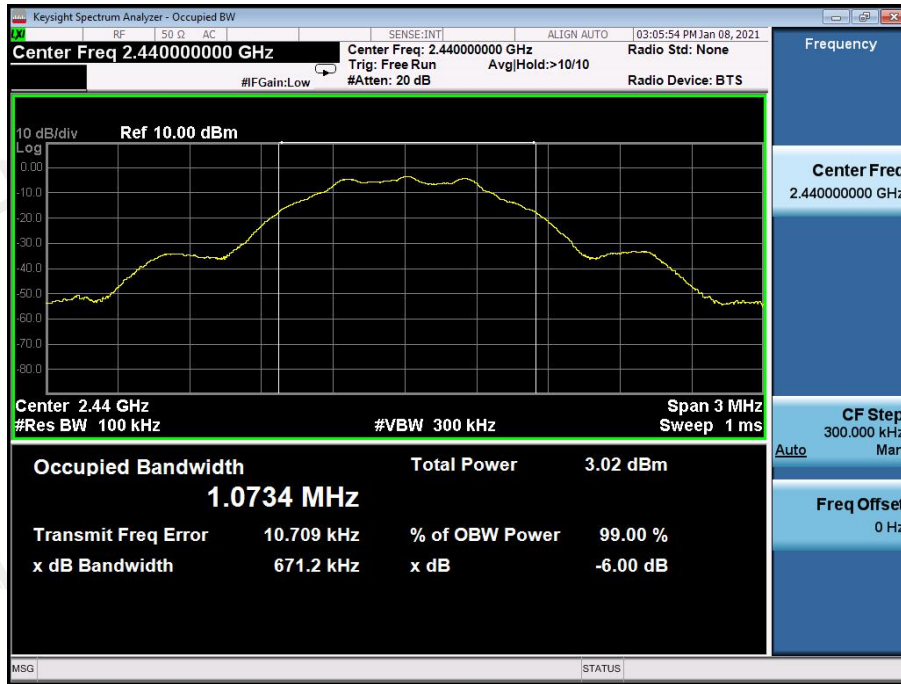 Keysight Spectrum Analyzer - Occupied BW
LXI RF 50 Ω AC SENSE:INT ALIGN AUTO 03:05:54 PM Jan 08, 2021
Center Freq 2.440000000 GHz
Center Freq: 2.440000000 GHz
Radio Std: None
Trig: Free Run
Avg|Hold:>10/10
#IFGain:Low
#Atten: 20 dB
Radio Device: BTS
10 dB/div
Ref 10.00 dBm
Log
0.00
-10.0
-20.0
-30.0
-40.0
-50.0
-60.0
-70.0
-80.0
Center 2.44 GHz
Span 3 MHz
#Res BW 100 kHz
#VBW 300 kHz
Sweep 1 ms
Occupied Bandwidth
1.0734 MHz
Total Power 3.02 dBm
Transmit Freq Error 10.709 kHz
% of OBW Power 99.00 %
x dB Bandwidth 671.2 kHz
x dB -6.00 dB
MSG
STATUS
Frequency
Center Freq
2.440000000 GHz
CF Step
300.000 kHz
Auto Man
Freq Offset
0 Hz